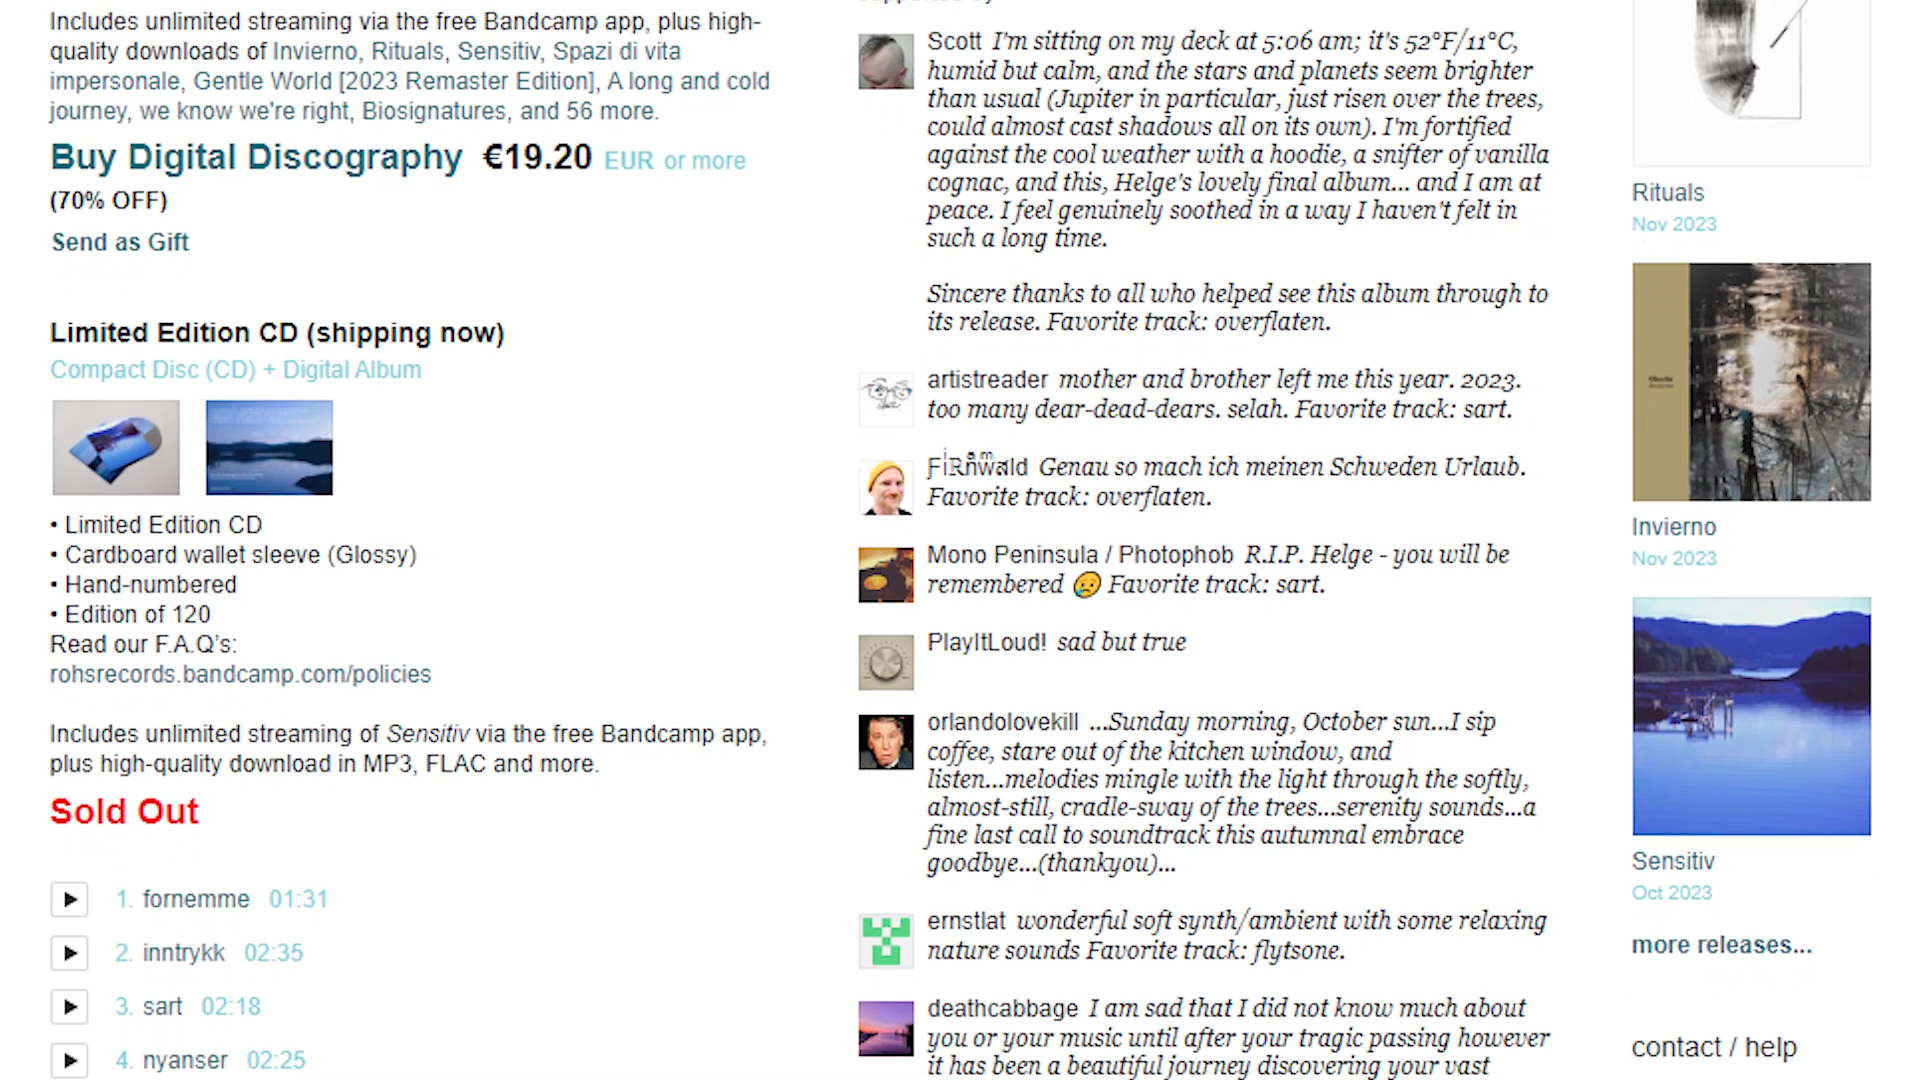 Includes unlimited streaming via the free Bandcamp app, plus high-
quality downloads of Invierno, Rituals, Sensitiv, Spazi di vita
impersonale, Gentle World [2023 Remaster Edition], A long and cold
journey, we know we're right, Biosignatures, and 56 more.
Buy Digital Discography €19.20 EUR or more
(70% OFF)
Send as Gift
Limited Edition CD (shipping now)
Compact Disc (CD) + Digital Album
• Limited Edition CD
• Cardboard wallet sleeve (Glossy)
• Hand-numbered
• Edition of 120
Read our F.A.Q's:
rohsrecords.bandcamp.com/policies
Includes unlimited streaming of Sensitiv via the free Bandcamp app,
plus high-quality download in MP3, FLAC and more.
Sold Out
1. fornemme 01:31
2. inntrykk 02:35
3. sart 02:18
4. nyanser 02:25
supported by
Scott I'm sitting on my deck at 5:06 am; it's 52°F/11°C,
humid but calm, and the stars and planets seem brighter
than usual (Jupiter in particular, just risen over the trees,
could almost cast shadows all on its own). I'm fortified
against the cool weather with a hoodie, a snifter of vanilla
cognac, and this, Helge's lovely final album... and I am at
peace. I feel genuinely soothed in a way I haven't felt in
such a long time.
Sincere thanks to all who helped see this album through to
its release. Favorite track: overflaten.
artistreader mother and brother left me this year. 2023.
too many dear-dead-dears. selah. Favorite track: sart.
Genau so mach ich meinen Schweden Urlaub.
Favorite track: overflaten.
Mono Peninsula / Photophob R.I.P. Helge - you will be
remembered 😥 Favorite track: sart.
PlayItLoud! sad but true
orlandolovekill ...Sunday morning, October sun...I sip
coffee, stare out of the kitchen window, and
listen...melodies mingle with the light through the softly,
almost-still, cradle-sway of the trees...serenity sounds...a
fine last call to soundtrack this autumnal embrace
goodbye...(thankyou)...
ernstlat wonderful soft synth/ambient with some relaxing
nature sounds Favorite track: flytsone.
deathcabbage I am sad that I did not know much about
you or your music until after your tragic passing however
it has been a beautiful journey discovering your vast
Rituals
Nov 2023
Invierno
Nov 2023
Sensitiv
Oct 2023
more releases...
contact / help